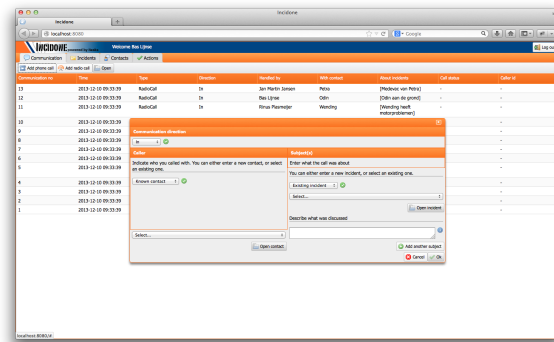 Incidone
Incidone
localhost:8080
Google
INCIDONE powered by itasks
Welcome Bas Lijnse
Log ou
Communication Incidents Contacts Actions
Add phone call Add radio call Open
Communication no Time Type Direction Handled by With contact About incidents Call status Caller id
13 2013-12-10 09:33:39 RadioCall In Jan Martin Jansen Petra [Medevac van Petra] - -
12 2013-12-10 09:33:39 RadioCall In Bas Lijnse Odin [Odin aan de grond] - -
11 2013-12-10 09:33:39 RadioCall In Rinus Plasmeijer Wending [Wending heeft
motorproblemen] - -
10 2013-12-10 09:33:39 -
9 2013-12-10 09:33:39 -
8 2013-12-10 09:33:39 -
7 2013-12-10 09:33:39 -
6 2013-12-10 09:33:39 -
5 2013-12-10 09:33:39 -
4 2013-12-10 09:33:39 -
3 2013-12-10 09:33:39 -
2 2013-12-10 09:33:39 -
1 2013-12-10 09:33:39 -
Communication direction
In
Caller
Indicate who you called with. You can either enter a new contact, or select
an existing one.
Known contact
Select...
Open contact
Subject(s)
Enter what the call was about
You can either enter a new incident, or select an existing one.
Existing incident
Select...
Open incident
Describe what was discussed
Add another subject
Cancel Ok
localhost:8080/#